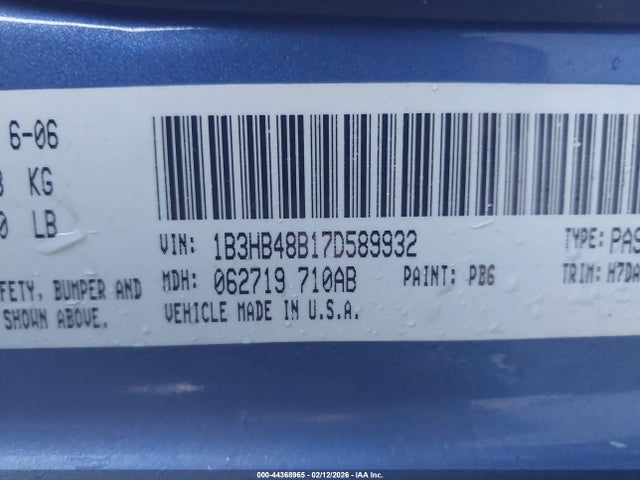 6-06
KG
LB
VIN: 1B3HB48B17D589932 TYPE: PAS
MDH: 062719 710AB PAINT: PB6 TRIM: H7DA
FETY, BUMPER AND
SHOWN ABOVE. VEHICLE MADE IN U.S.A.
000-44368965 - 02/12/2026 - IAA Inc.